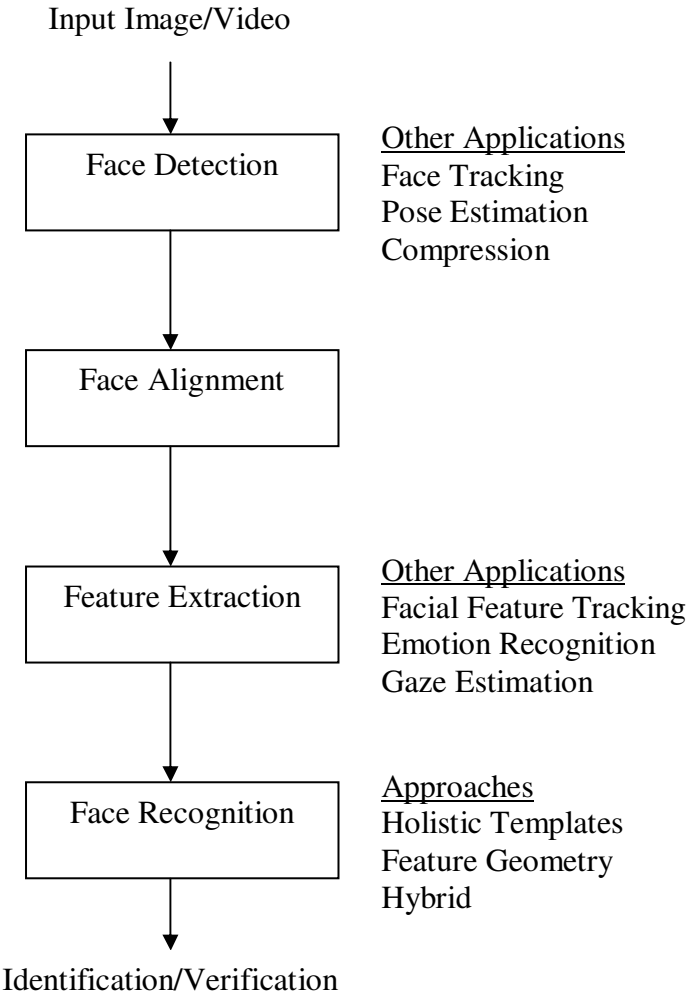 Input Image/Video
Face Detection
Other Applications
Face Tracking
Pose Estimation
Compression
Face Alignment
Feature Extraction
Other Applications
Facial Feature Tracking
Emotion Recognition
Gaze Estimation
Face Recognition
Approaches
Holistic Templates
Feature Geometry
Hybrid
Identification/Verification